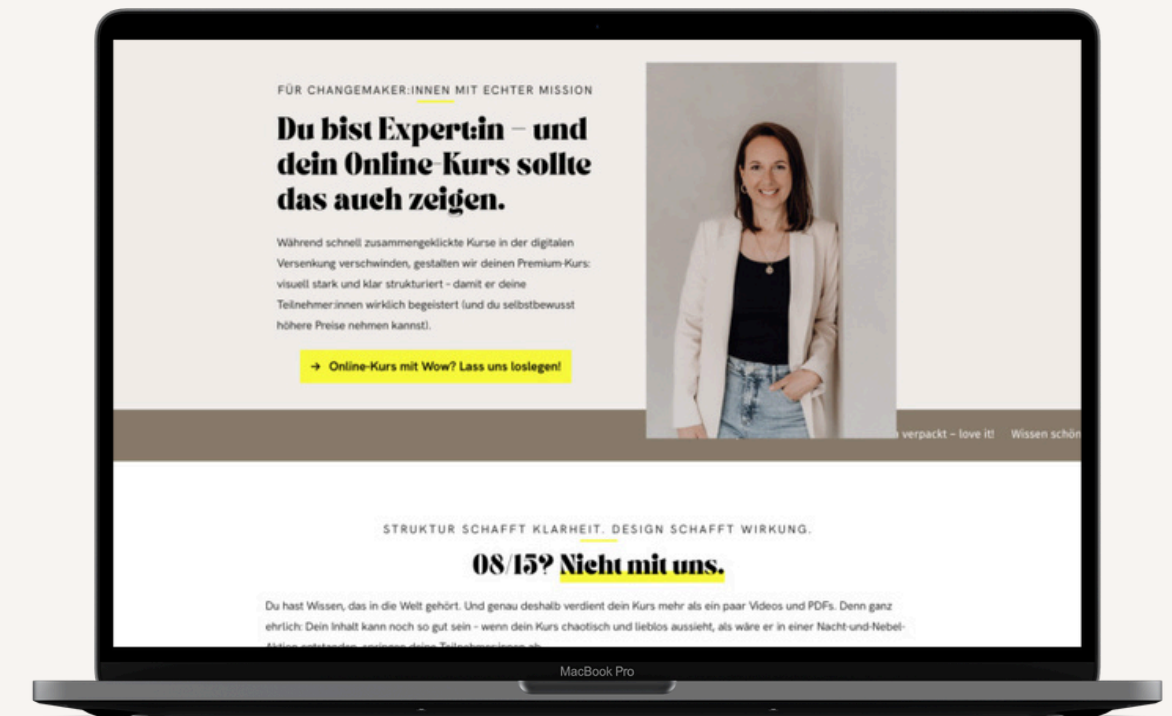 FÜR CHANGEMAKER:INNEN MIT ECHTER MISSION
Du bist Expert:in – und
dein Online-Kurs sollte
das auch zeigen.
Während schnell zusammengeklickte Kurse in der digitalen
Versenkung verschwinden, gestalten wir deinen Premium-Kurs:
visuell stark und klar strukturiert – damit er deine
Teilnehmer:innen wirklich begeistert (und du selbstbewusst
höhere Preise nehmen kannst).
→ Online-Kurs mit Wow? Lass uns loslegen!
verpackt – love it! Wissen schön
STRUKTUR SCHAFFT KLARHEIT. DESIGN SCHAFFT WIRKUNG.
08/15? Nicht mit uns.
Du hast Wissen, das in die Welt gehört. Und genau deshalb verdient dein Kurs mehr als ein paar Videos und PDFs. Denn ganz
ehrlich: Dein Inhalt kann noch so gut sein – wenn dein Kurs chaotisch und lieblos aussieht, als wäre er in einer Nacht-und-Nebel-
MacBook Pro